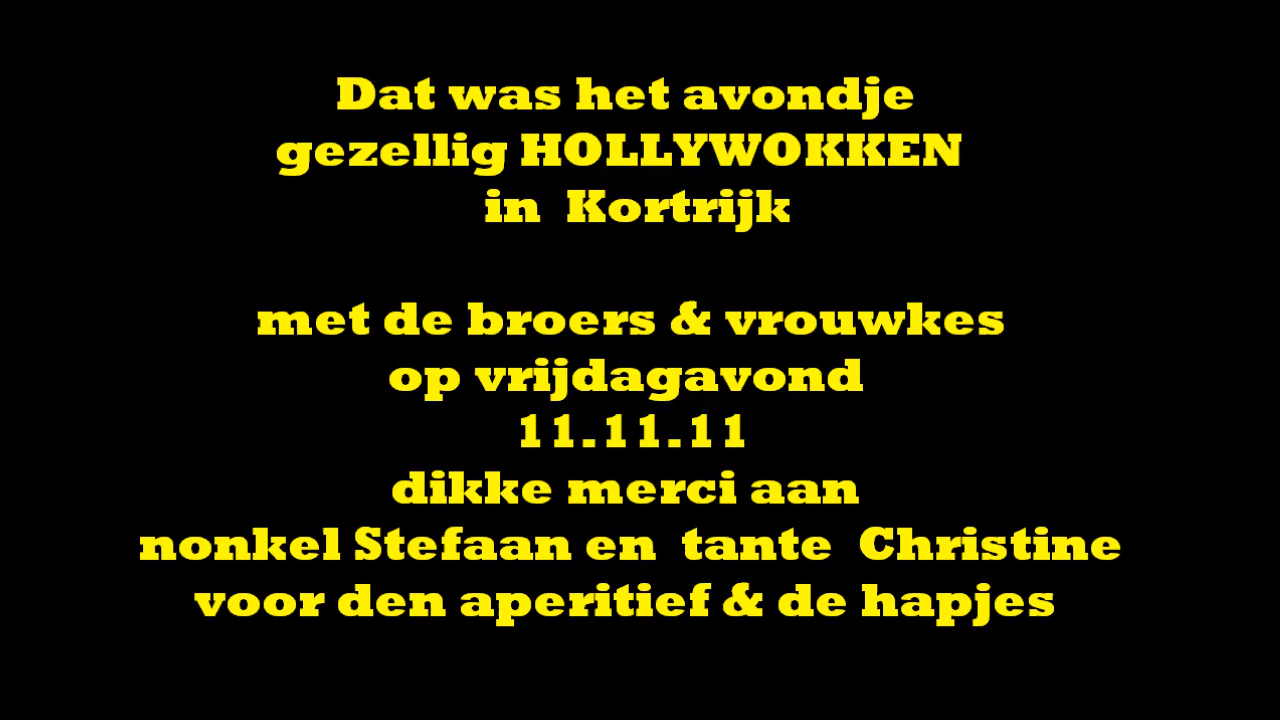 Dat was het avondje
gezellig HOLLYWOKKEN
in Kortrijk
met de broers & vrouwkes
op vrijdagavond
11.11.11
dikke merci aan
nonkel Stefaan en tante Christine
voor den aperitief & de hapjes